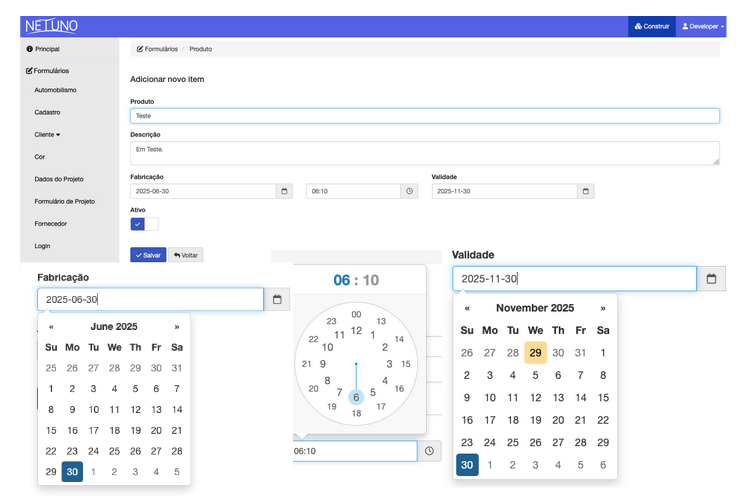 NETUNO
Construir
Developer
Principal
Formulários / Produto
Formulários
Adicionar novo item
Automobilismo
Cadastro
Cliente
Cor
Dados do Projeto
Formulário de Projeto
Fornecedor
Login
Produto
Teste
Descrição
Em Teste.
Fabricação
Validade
2025-06-30
06:10
2025-11-30
Ativo
Salvar
Voltar
Fabricação
2025-06-30
« June 2025 »
Su Mo Tu We Th Fr Sa
25 26 27 28 29 30 31
1 2 3 4 5 6 7
8 9 10 11 12 13 14
15 16 17 18 19 20 21
22 23 24 25 26 27 28
29 30 1 2 3 4 5
06 : 10
00
23 13
12
11 1
22 14
10 2
21 9 3 15
8 4
20 16
7 5
6
19 17
18
06:10
Validade
2025-11-30
« November 2025 »
Su Mo Tu We Th Fr Sa
26 27 28 29 30 31 1
2 3 4 5 6 7 8
9 10 11 12 13 14 15
16 17 18 19 20 21 22
23 24 25 26 27 28 29
30 1 2 3 4 5 6